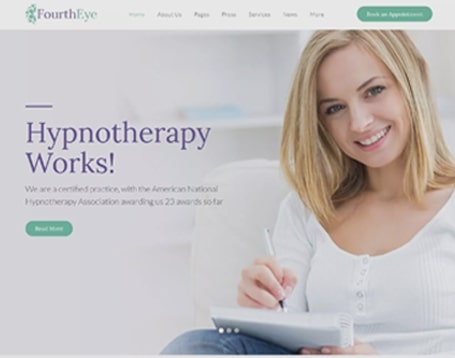 FourthEye
Home About Us Pages Prices Services News More
Book an Appointment
Hypnotherapy
Works!
We are a certified practice, with the American National
Hypnotherapy Association awarding us 23 awards so far
Read More